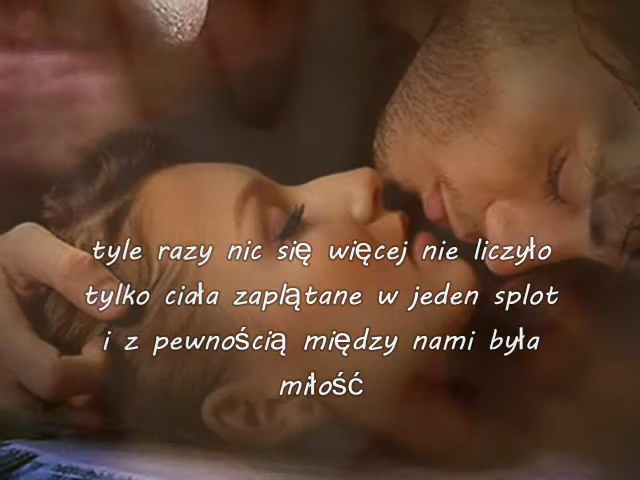 tyle razy nic się więcej nie liczyło
tylko ciała zaplątane w jeden splot
i z pewnością między nami była
miłość